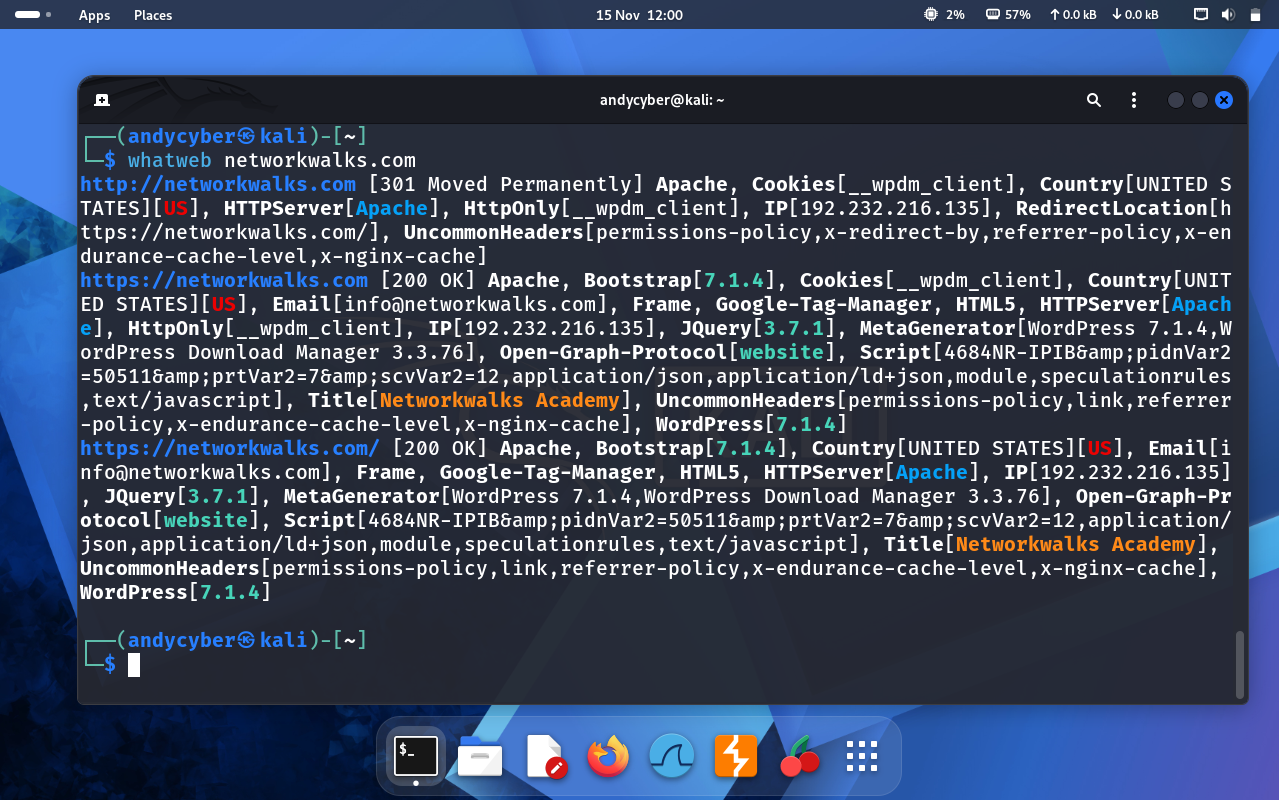 Apps Places 15 Nov 12:00 2% 57% 0.0 kB 0.0 kB
andycyber@kali: ~
┌──(andycyber㉿kali)-[~]
└─$ whatweb networkwalks.com
http://networkwalks.com [301 Moved Permanently] Apache, Cookies[__wpdm_client], Country[UNITED S
TATES][US], HTTPServer[Apache], HttpOnly[__wpdm_client], IP[192.232.216.135], RedirectLocation[h
ttps://networkwalks.com/], UncommonHeaders[permissions-policy,x-redirect-by,referrer-policy,x-en
durance-cache-level,x-nginx-cache]
https://networkwalks.com [200 OK] Apache, Bootstrap[7.1.4], Cookies[__wpdm_client], Country[UNIT
ED STATES][US], Email[info@networkwalks.com], Frame, Google-Tag-Manager, HTML5, HTTPServer[Apach
e], HttpOnly[__wpdm_client], IP[192.232.216.135], JQuery[3.7.1], MetaGenerator[WordPress 7.1.4,W
ordPress Download Manager 3.3.76], Open-Graph-Protocol[website], Script[4684NR-IPIB&amp;pidnVar2
=50511&amp;prtVar2=7&amp;scvVar2=12,application/json,application/ld+json,module,speculationrules
,text/javascript], Title[Networkwalks Academy], UncommonHeaders[permissions-policy,link,referrer
-policy,x-endurance-cache-level,x-nginx-cache], WordPress[7.1.4]
https://networkwalks.com/ [200 OK] Apache, Bootstrap[7.1.4], Country[UNITED STATES][US], Email[i
nfo@networkwalks.com], Frame, Google-Tag-Manager, HTML5, HTTPServer[Apache], IP[192.232.216.135]
, JQuery[3.7.1], MetaGenerator[WordPress 7.1.4,WordPress Download Manager 3.3.76], Open-Graph-Pr
otocol[website], Script[4684NR-IPIB&amp;pidnVar2=50511&amp;prtVar2=7&amp;scvVar2=12,application/
json,application/ld+json,module,speculationrules,text/javascript], Title[Networkwalks Academy],
UncommonHeaders[permissions-policy,link,referrer-policy,x-endurance-cache-level,x-nginx-cache],
WordPress[7.1.4]
┌──(andycyber㉿kali)-[~]
└─$
$_